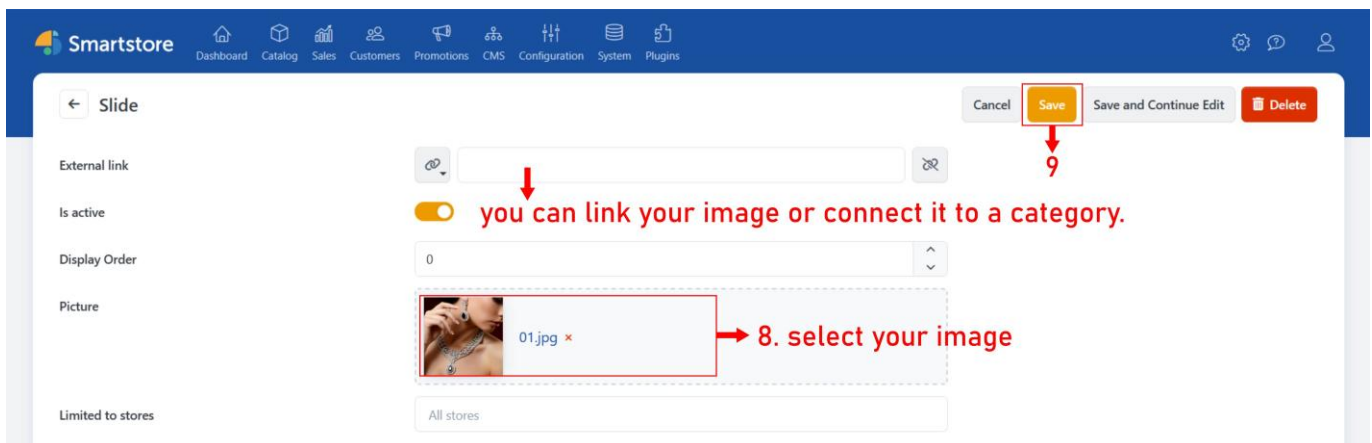 Smartstore
Dashboard Catalog Sales Customers Promotions CMS Configuration System Plugins
Slide
Cancel Save Save and Continue Edit Delete
9
External link
Is active
you can link your image or connect it to a category.
Display Order
0
Picture
01.jpg ×
8. select your image
Limited to stores
All stores